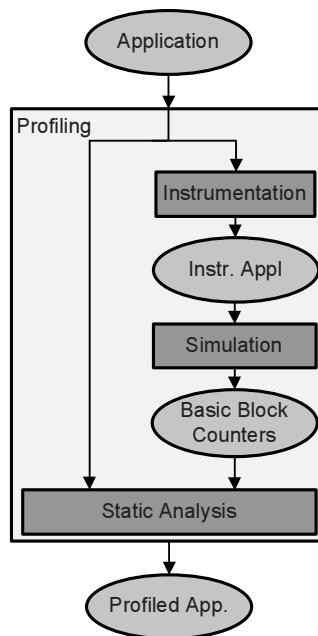 Application
Profiling
Instrumentation
Instr. Appl
Simulation
Basic Block
Counters
Static Analysis
Profiled App.